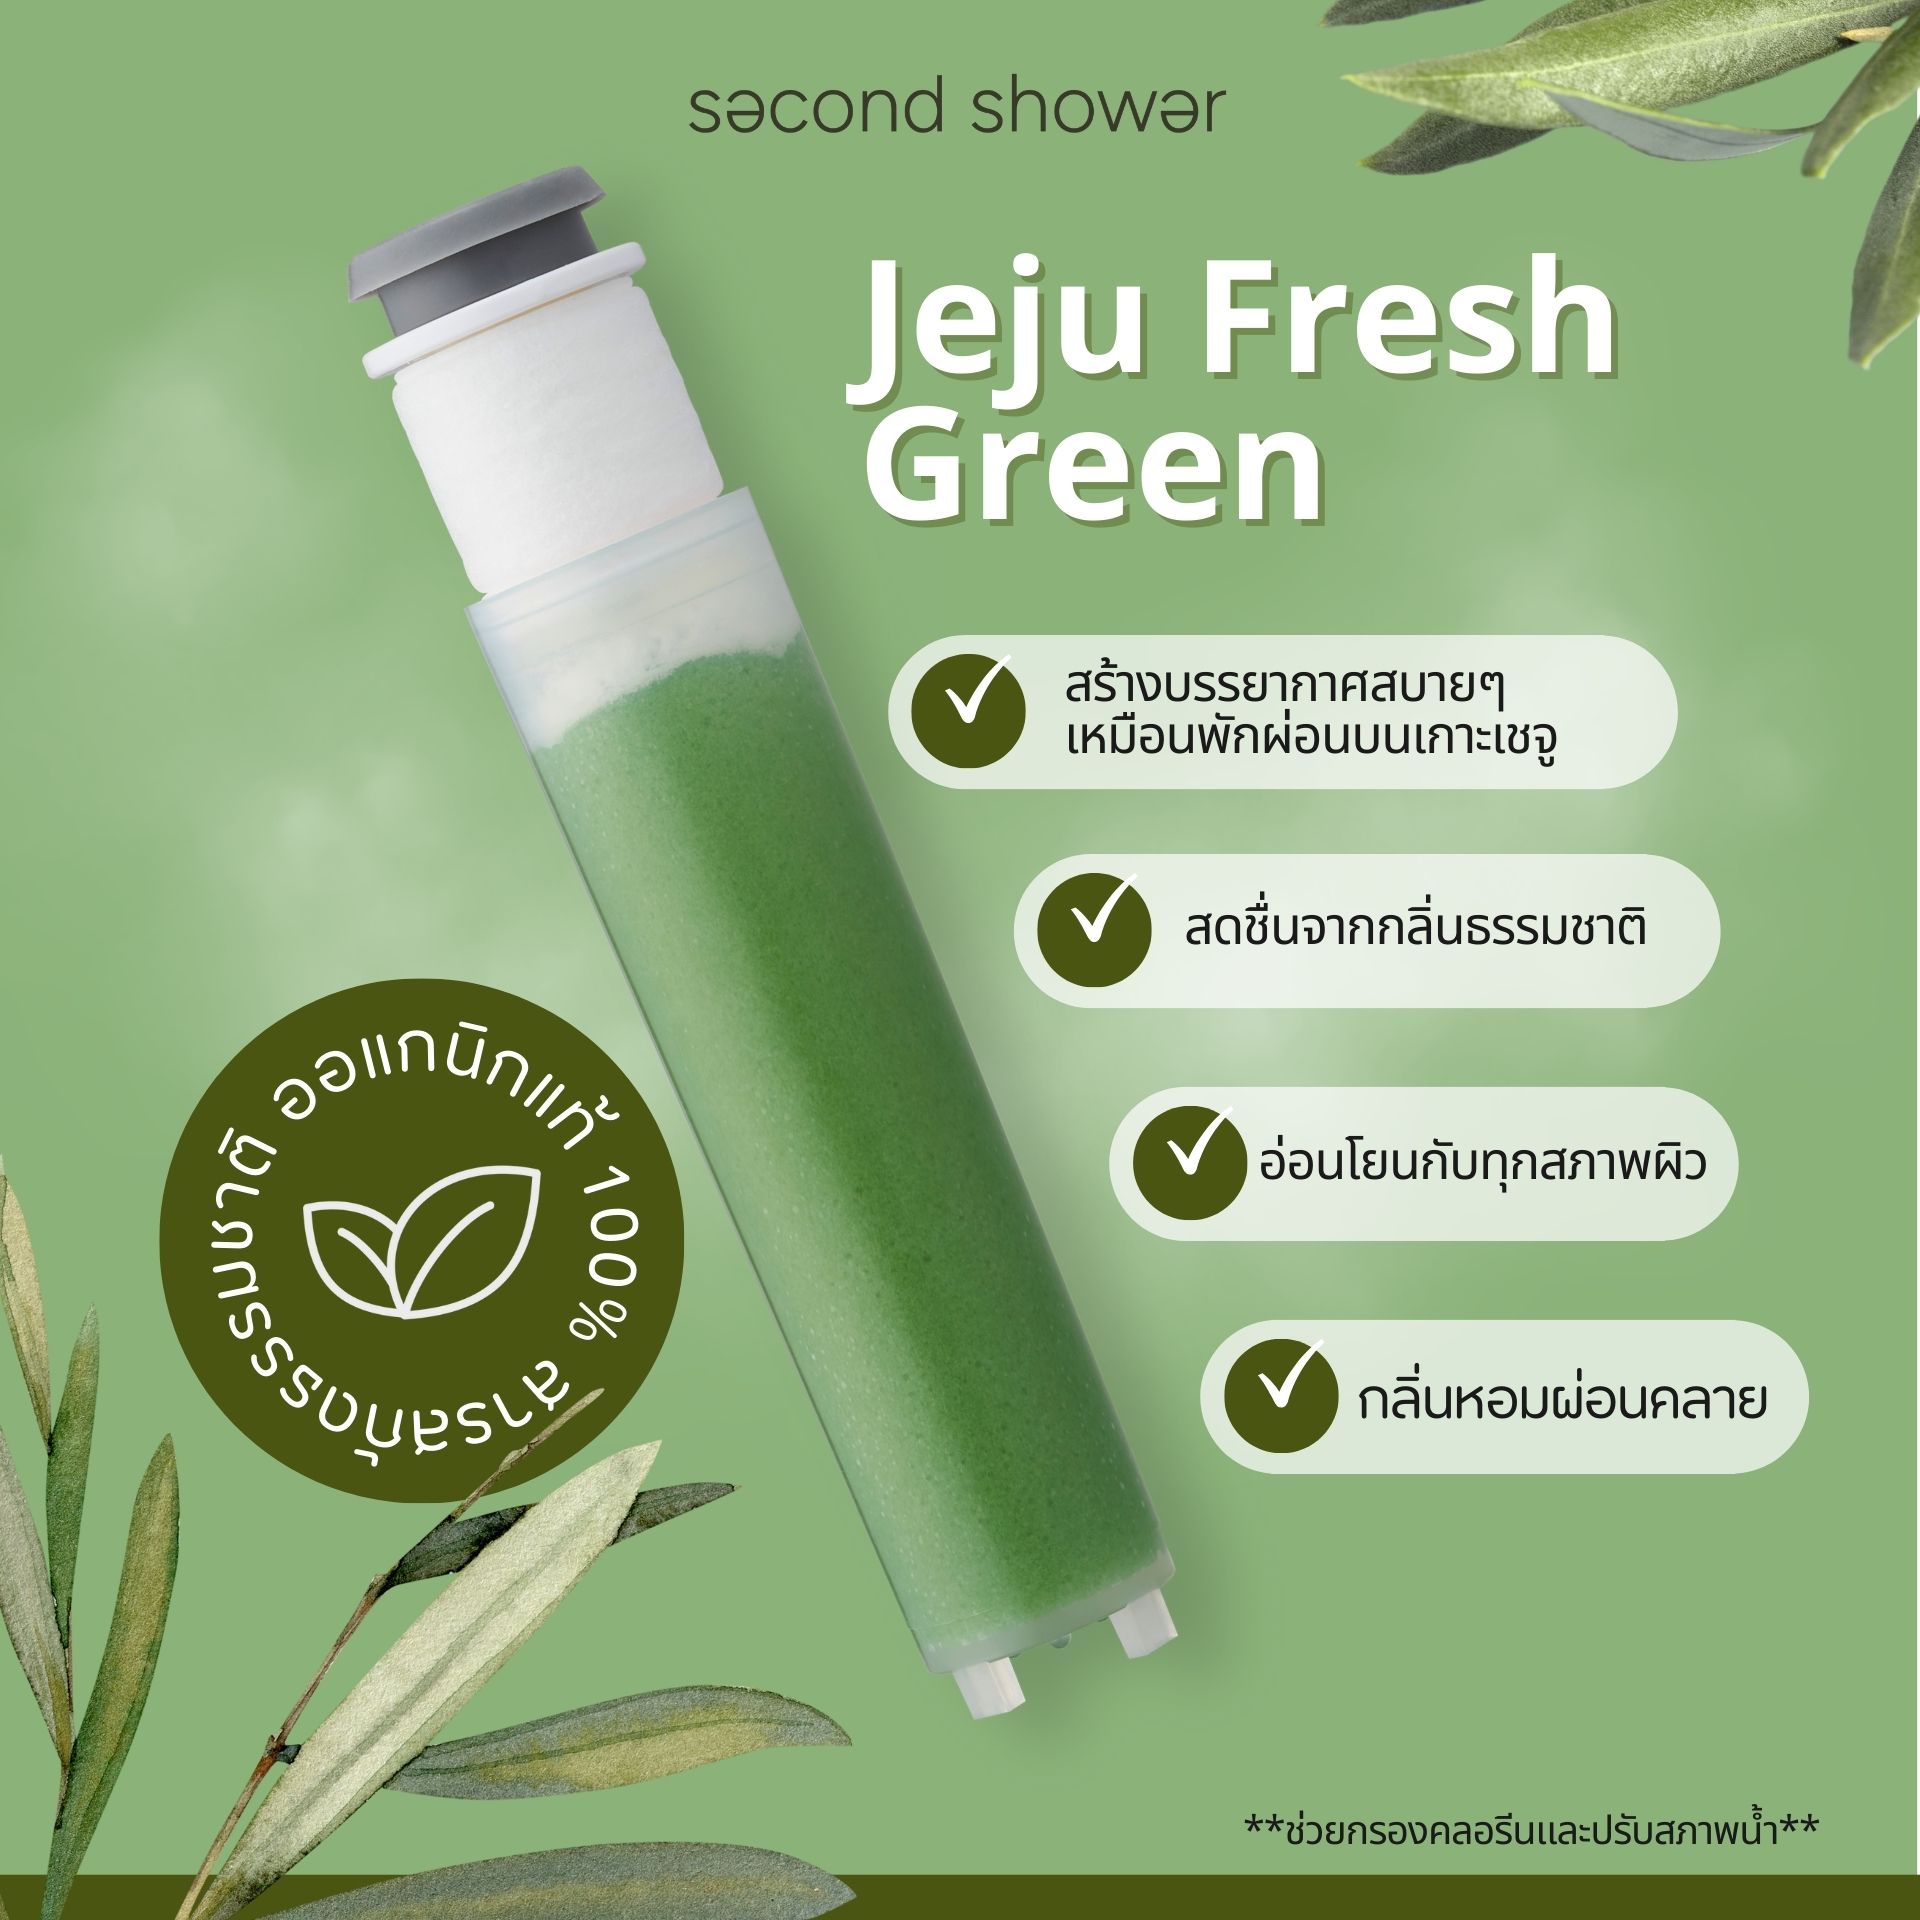 second shower
Jeju Fresh
Green
สร้างบรรยากาศสบายๆ
เหมือนพักผ่อนบนเกาะเชจู
สดชื่นจากกลิ่นธรรมชาติ
อ่อนโยนกับทุกสภาพผิว
กลิ่นหอมผ่อนคลาย
ออแกนิกแท้ 100% สารสกัดธรรมชาติ
**ช่วยกรองคลอรีนและปรับสภาพน้ำ**